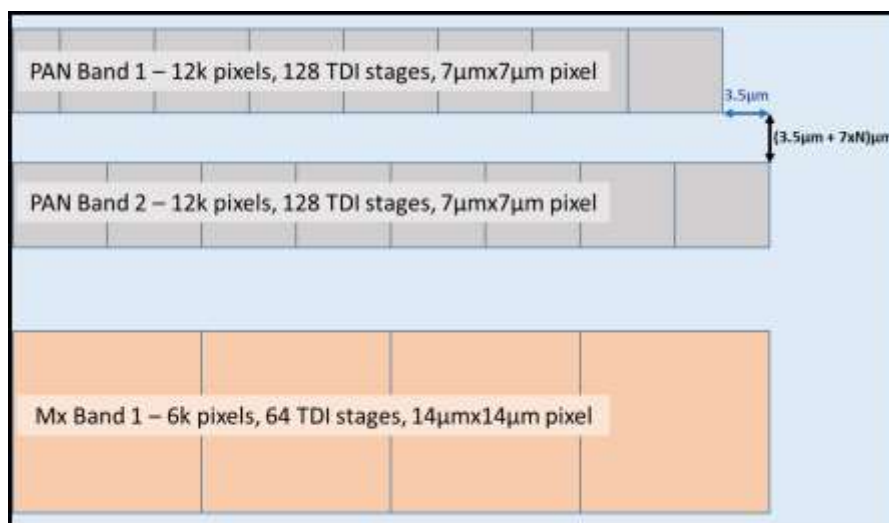 PAN Band 1 – 12k pixels, 128 TDI stages, 7µmx7µm pixel
3.5µm
(3.5µm + 7xN)µm
PAN Band 2 – 12k pixels, 128 TDI stages, 7µmx7µm pixel
Mx Band 1 – 6k pixels, 64 TDI stages, 14µmx14µm pixel